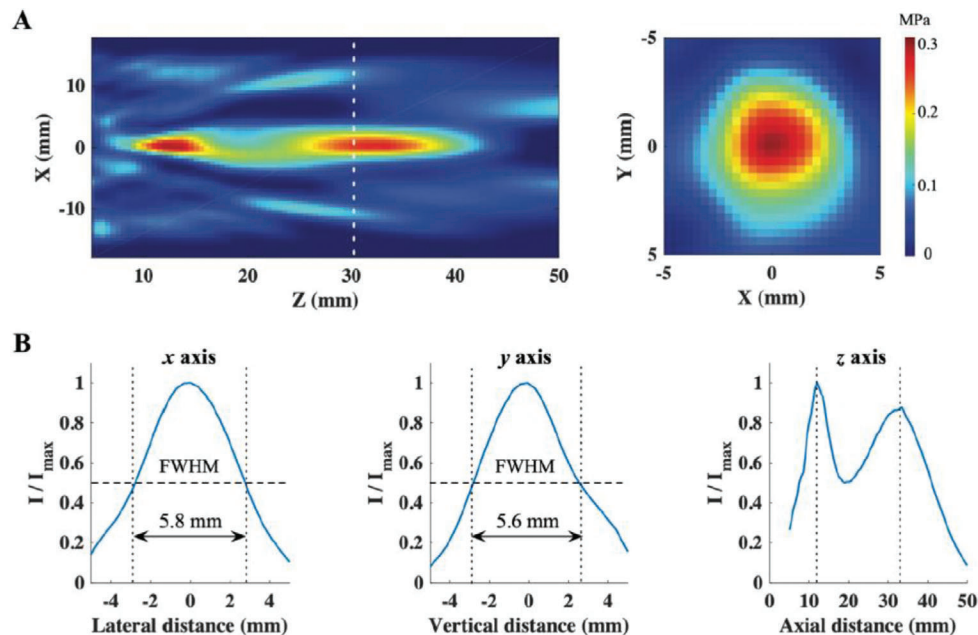 A
X (mm)
10
0
-10
10
20
30
40
50
Z (mm)
Y (mm)
-5
0
5
-5
0
5
X (mm)
MPa
0.3
0.2
0.1
0
B
x axis
I / Imax
1
0.8
0.6
0.4
0.2
0
FWHM
5.8 mm
-4
-2
0
2
4
Lateral distance (mm)
y axis
I / Imax
1
0.8
0.6
0.4
0.2
0
FWHM
5.6 mm
-4
-2
0
2
4
Vertical distance (mm)
z axis
I / Imax
1
0.8
0.6
0.4
0.2
0
0
10
20
30
40
50
Axial distance (mm)